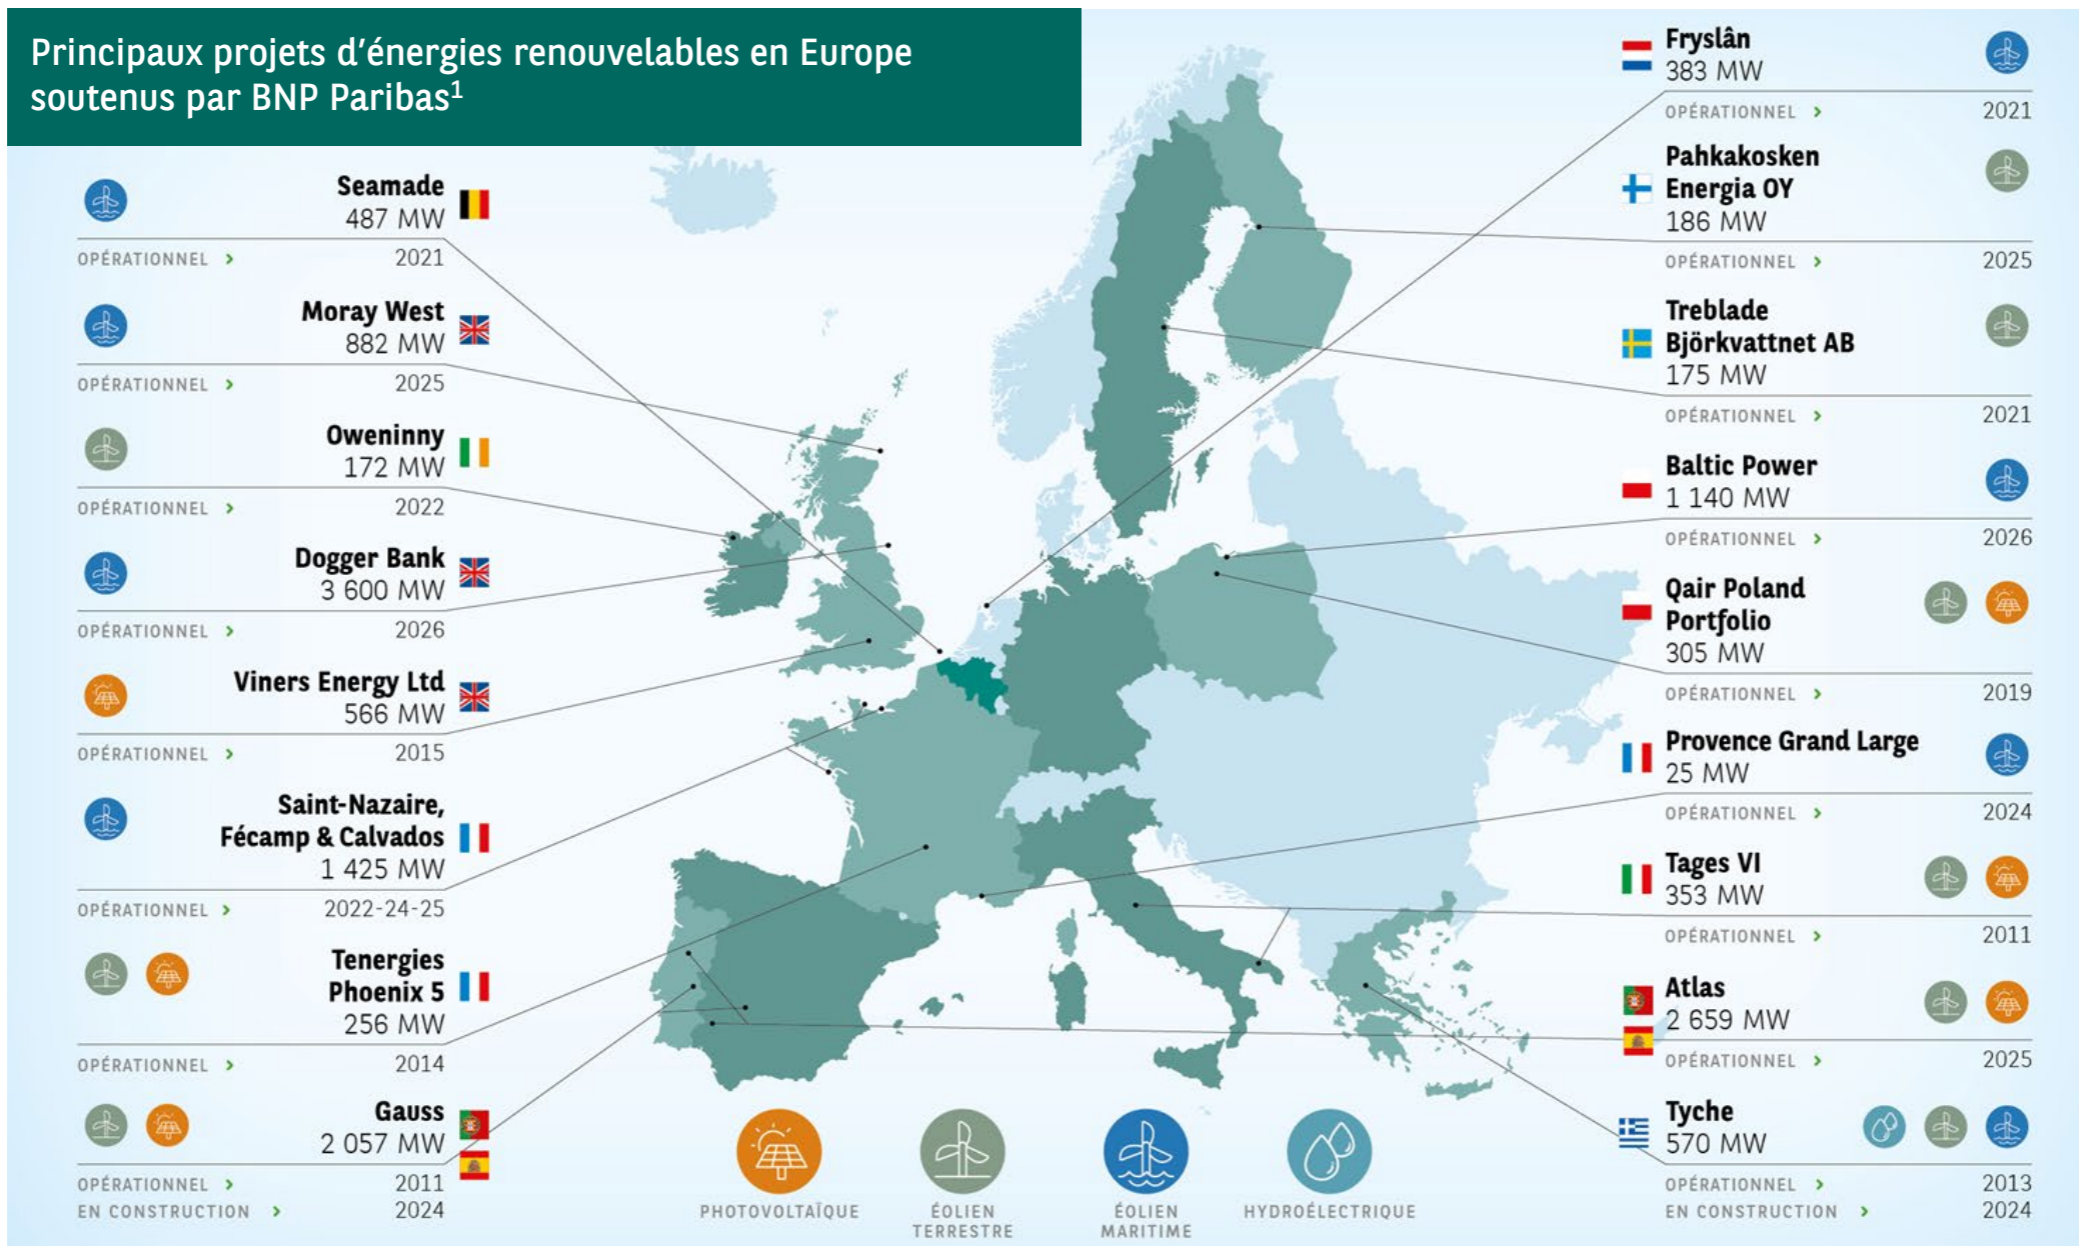 Principaux projets d'énergies renouvelables en Europe
soutenus par BNP Paribas¹
Seamade
487 MW
OPÉRATIONNEL > 2021
Moray West
882 MW
OPÉRATIONNEL > 2025
Oweninny
172 MW
OPÉRATIONNEL > 2022
Dogger Bank
3 600 MW
OPÉRATIONNEL > 2026
Viners Energy Ltd
566 MW
OPÉRATIONNEL > 2015
Saint-Nazaire,
Fécamp & Calvados
1 425 MW
OPÉRATIONNEL > 2022-24-25
Tenergies
Phoenix 5
256 MW
OPÉRATIONNEL > 2014
Gauss
2 057 MW
OPÉRATIONNEL > 2011
EN CONSTRUCTION > 2024
Fryslân
383 MW
OPÉRATIONNEL > 2021
Pahkakosken
Energia OY
186 MW
OPÉRATIONNEL > 2025
Treblade
Björkvattnet AB
175 MW
OPÉRATIONNEL > 2021
Baltic Power
1 140 MW
OPÉRATIONNEL > 2026
Qair Poland
Portfolio
305 MW
OPÉRATIONNEL > 2019
Provence Grand Large
25 MW
OPÉRATIONNEL > 2024
Tages VI
353 MW
OPÉRATIONNEL > 2011
Atlas
2 659 MW
OPÉRATIONNEL > 2025
Tyche
570 MW
OPÉRATIONNEL > 2013
EN CONSTRUCTION > 2024
PHOTOVOLTAÏQUE
ÉOLIEN
TERRESTRE
ÉOLIEN
MARITIME
HYDROÉLECTRIQUE